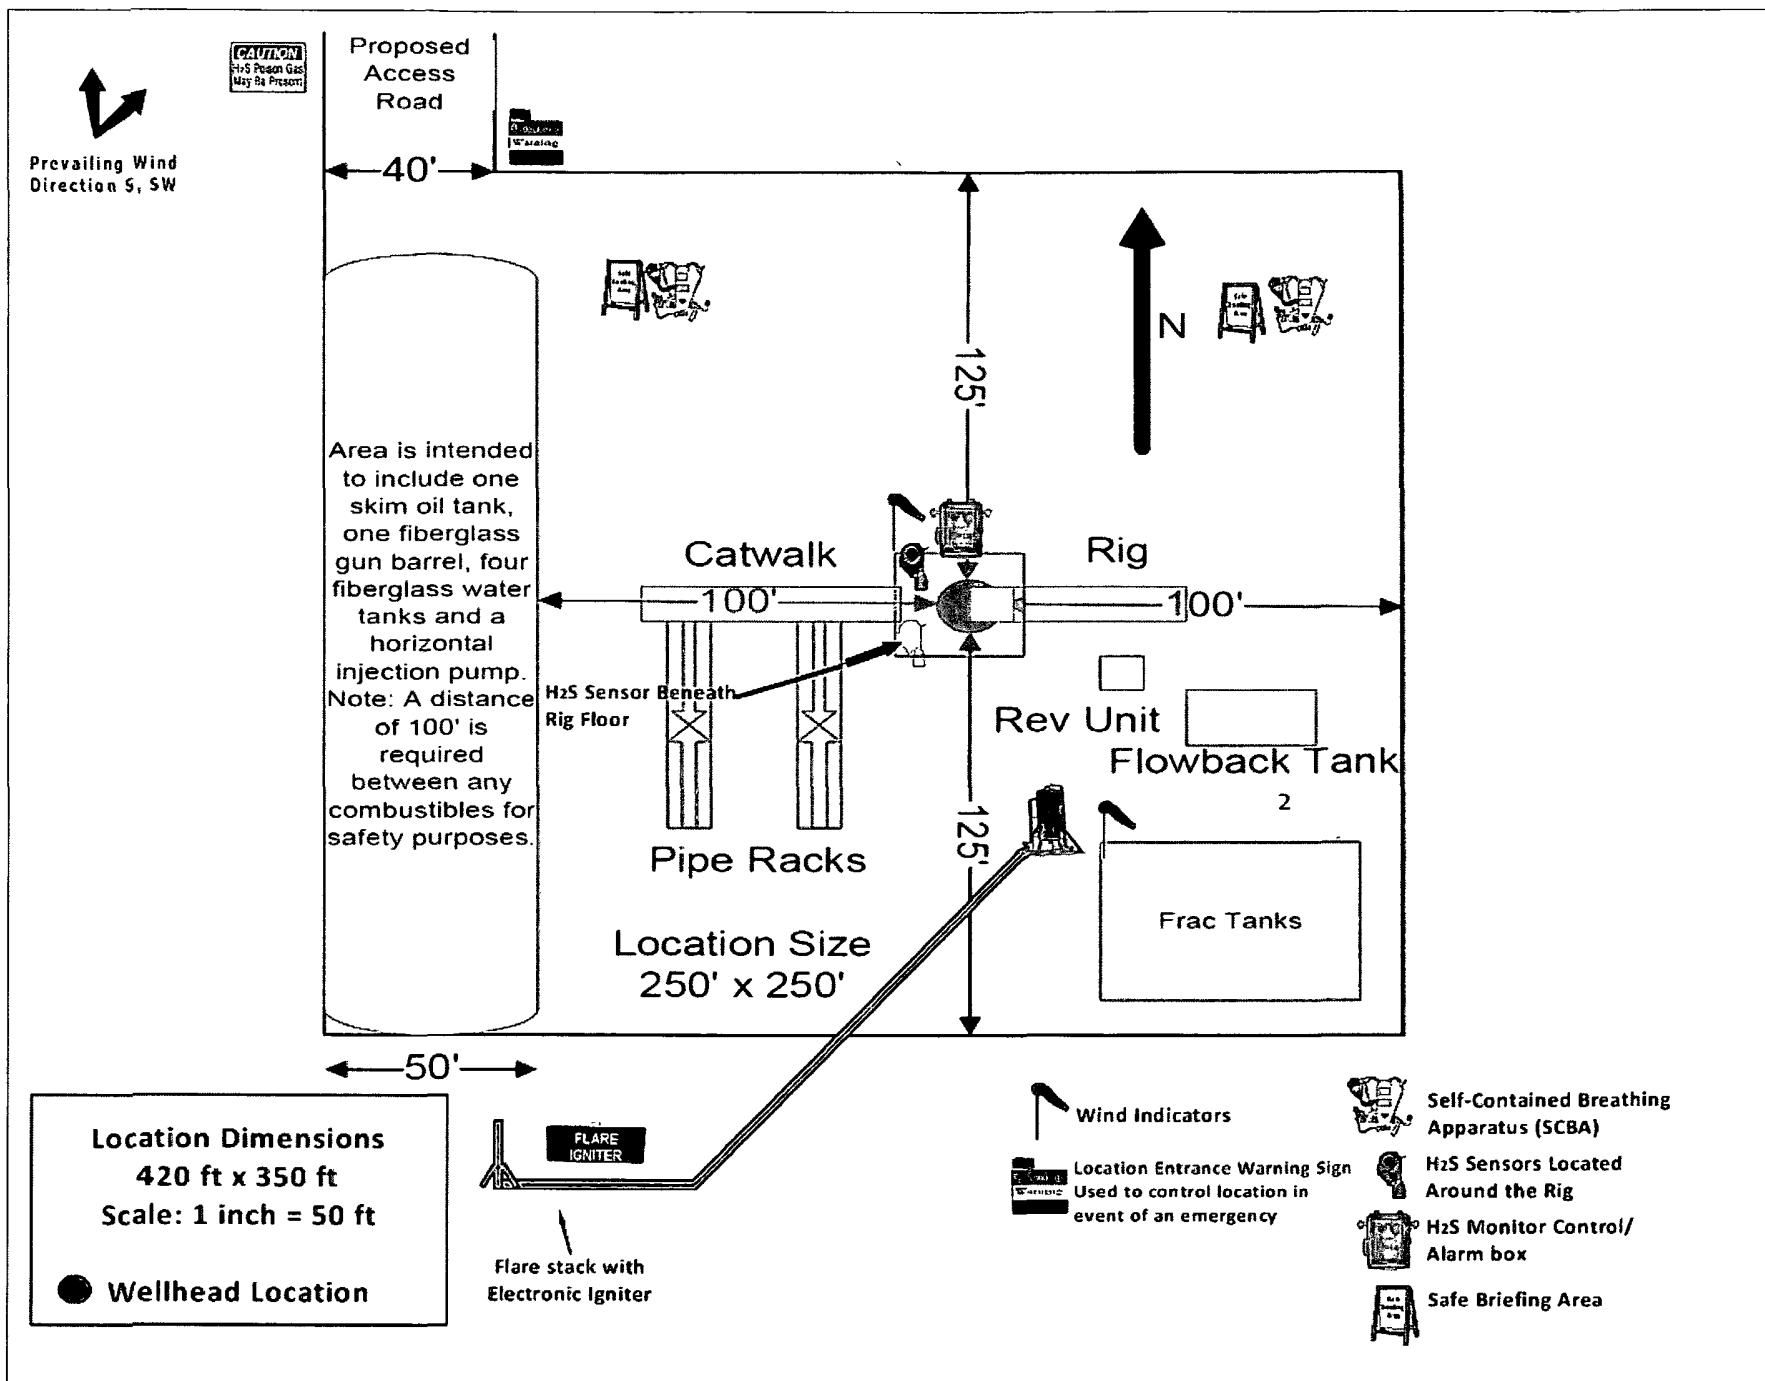 CAUTION
H2S Poison Gas
May Be Present
Proposed
Access
Road
Prevailing Wind
Direction S, SW
Warning
40'
N
125'
Area is intended
to include one
skim oil tank,
one fiberglass
gun barrel, four
fiberglass water
tanks and a
horizontal
injection pump.
Note: A distance
of 100' is
required
between any
combustibles for
safety purposes.
Catwalk
Rig
100'
100'
H2S Sensor Beneath
Rig Floor
Rev Unit
Flowback Tank
2
125'
Pipe Racks
Frac Tanks
Location Size
250' x 250'
50'
Location Dimensions
420 ft x 350 ft
Scale: 1 inch = 50 ft
Wellhead Location
FLARE
IGNITER
Flare stack with
Electronic Igniter
Wind Indicators
Warning
Location Entrance Warning Sign
Used to control location in
event of an emergency
Self-Contained Breathing
Apparatus (SCBA)
H2S Sensors Located
Around the Rig
H2S Monitor Control/
Alarm box
Safe Briefing Area